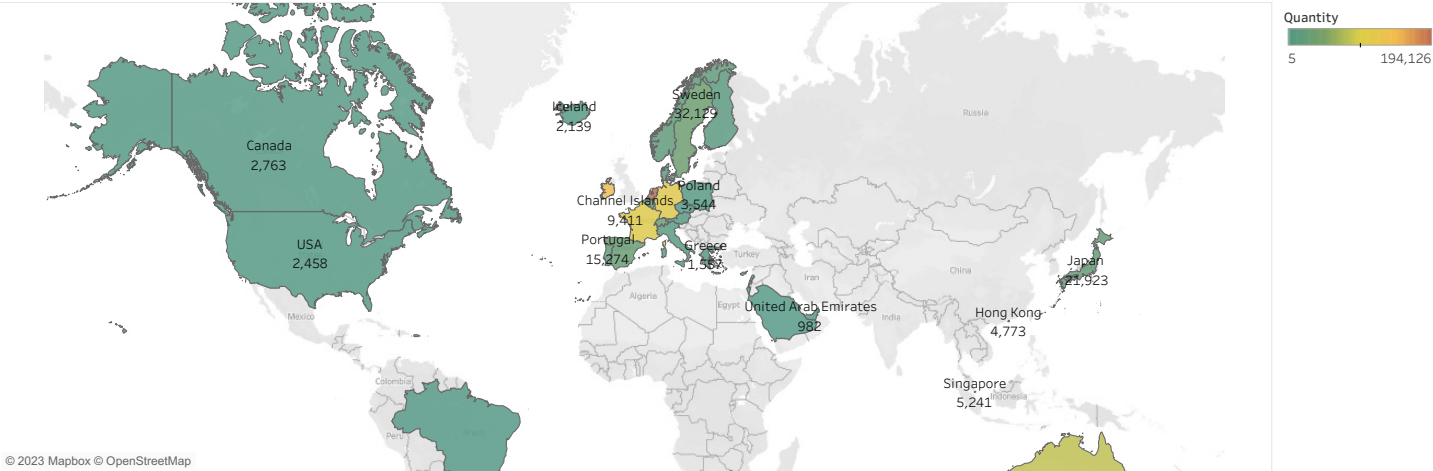 Quantity
5 194,126
Iceland
2,139
Sweden
32,129
Russia
Canada
2,763
Poland
3,544
Channel Islands
9,411
USA
2,458
Portugal
15,274
Greece
1,557
Turkey
Japan
21,923
Iran
China
Algeria
Egypt
United Arab Emirates
982
India
Hong Kong
4,773
Mexico
Singapore
5,241
Indonesia
Colombia
Peru
Brazil
© 2023 Mapbox © OpenStreetMap